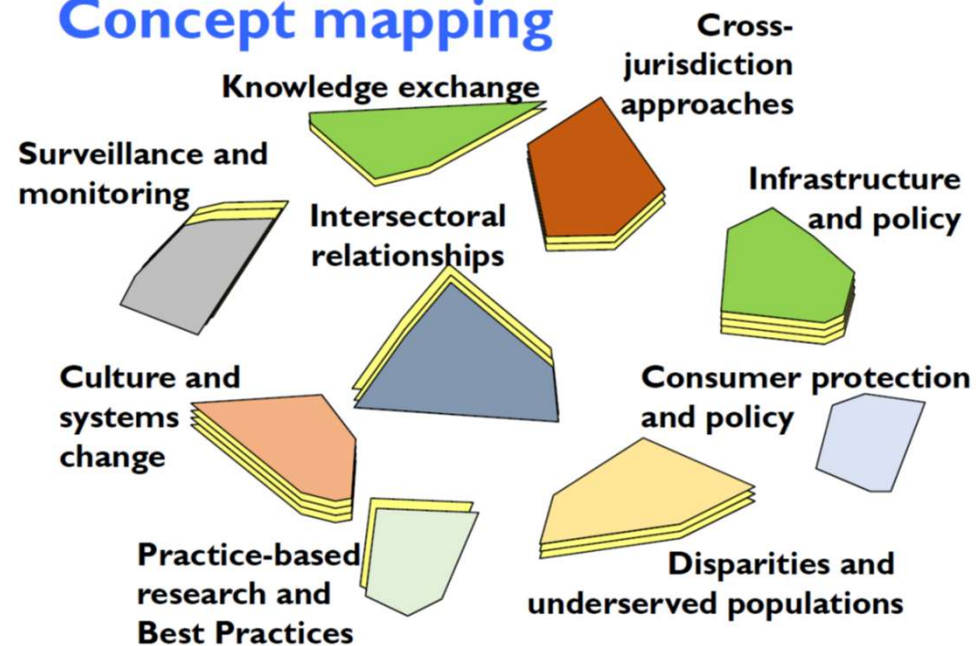 Concept mapping
Cross-
jurisdiction
approaches
Knowledge exchange
Surveillance and
monitoring
Infrastructure
and policy
Intersectoral
relationships
Culture and
systems
change
Consumer protection
and policy
Practice-based
research and
Best Practices
Disparities and
underserved populations